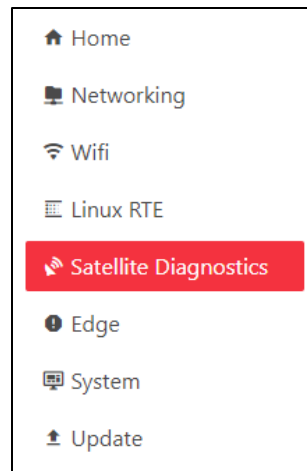 Home
Networking
Wifi
Linux RTE
Satellite Diagnostics
Edge
System
Update